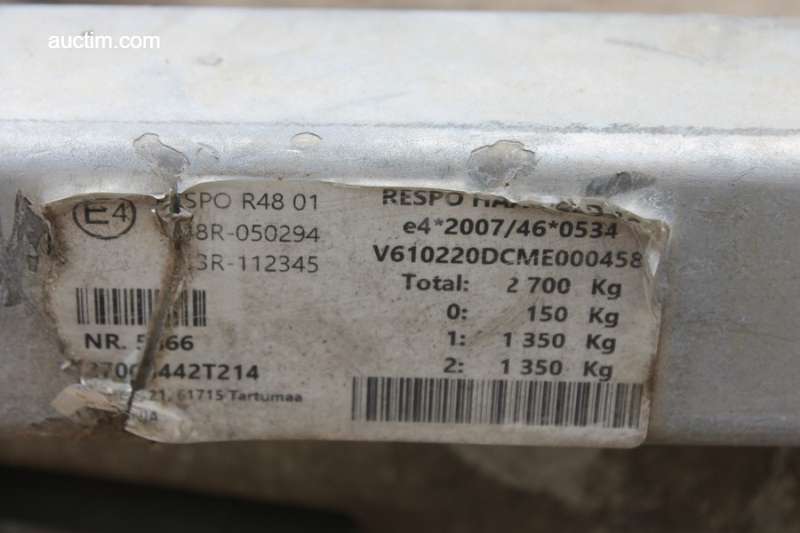 auctim.com
E4
SPO R48 01
8R-050294
3R-112345
NR.
442T214
21, 61715 Tartumaa
RESPO
e4*2007/46*0534
V610220DCME000458
Total: 2 700 Kg
0: 150 Kg
1: 1 350 Kg
2: 1 350 Kg